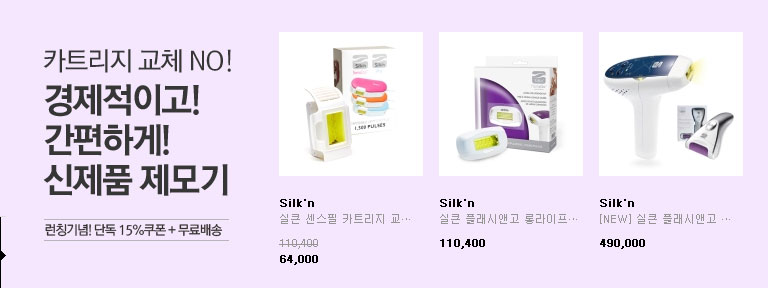 카트리지 교체 NO!
경제적이고!
간편하게!
신제품 제모기
런칭기념! 단독 15%쿠폰 + 무료배송
Silk'n
1,500 PULSES
Silk'n
실큰 센스필 카트리지 교…
110,400
64,000
Silk'n
실큰 플래시앤고 롱라이프…
110,400
Silk'n
[NEW] 실큰 플래시앤고 …
490,000